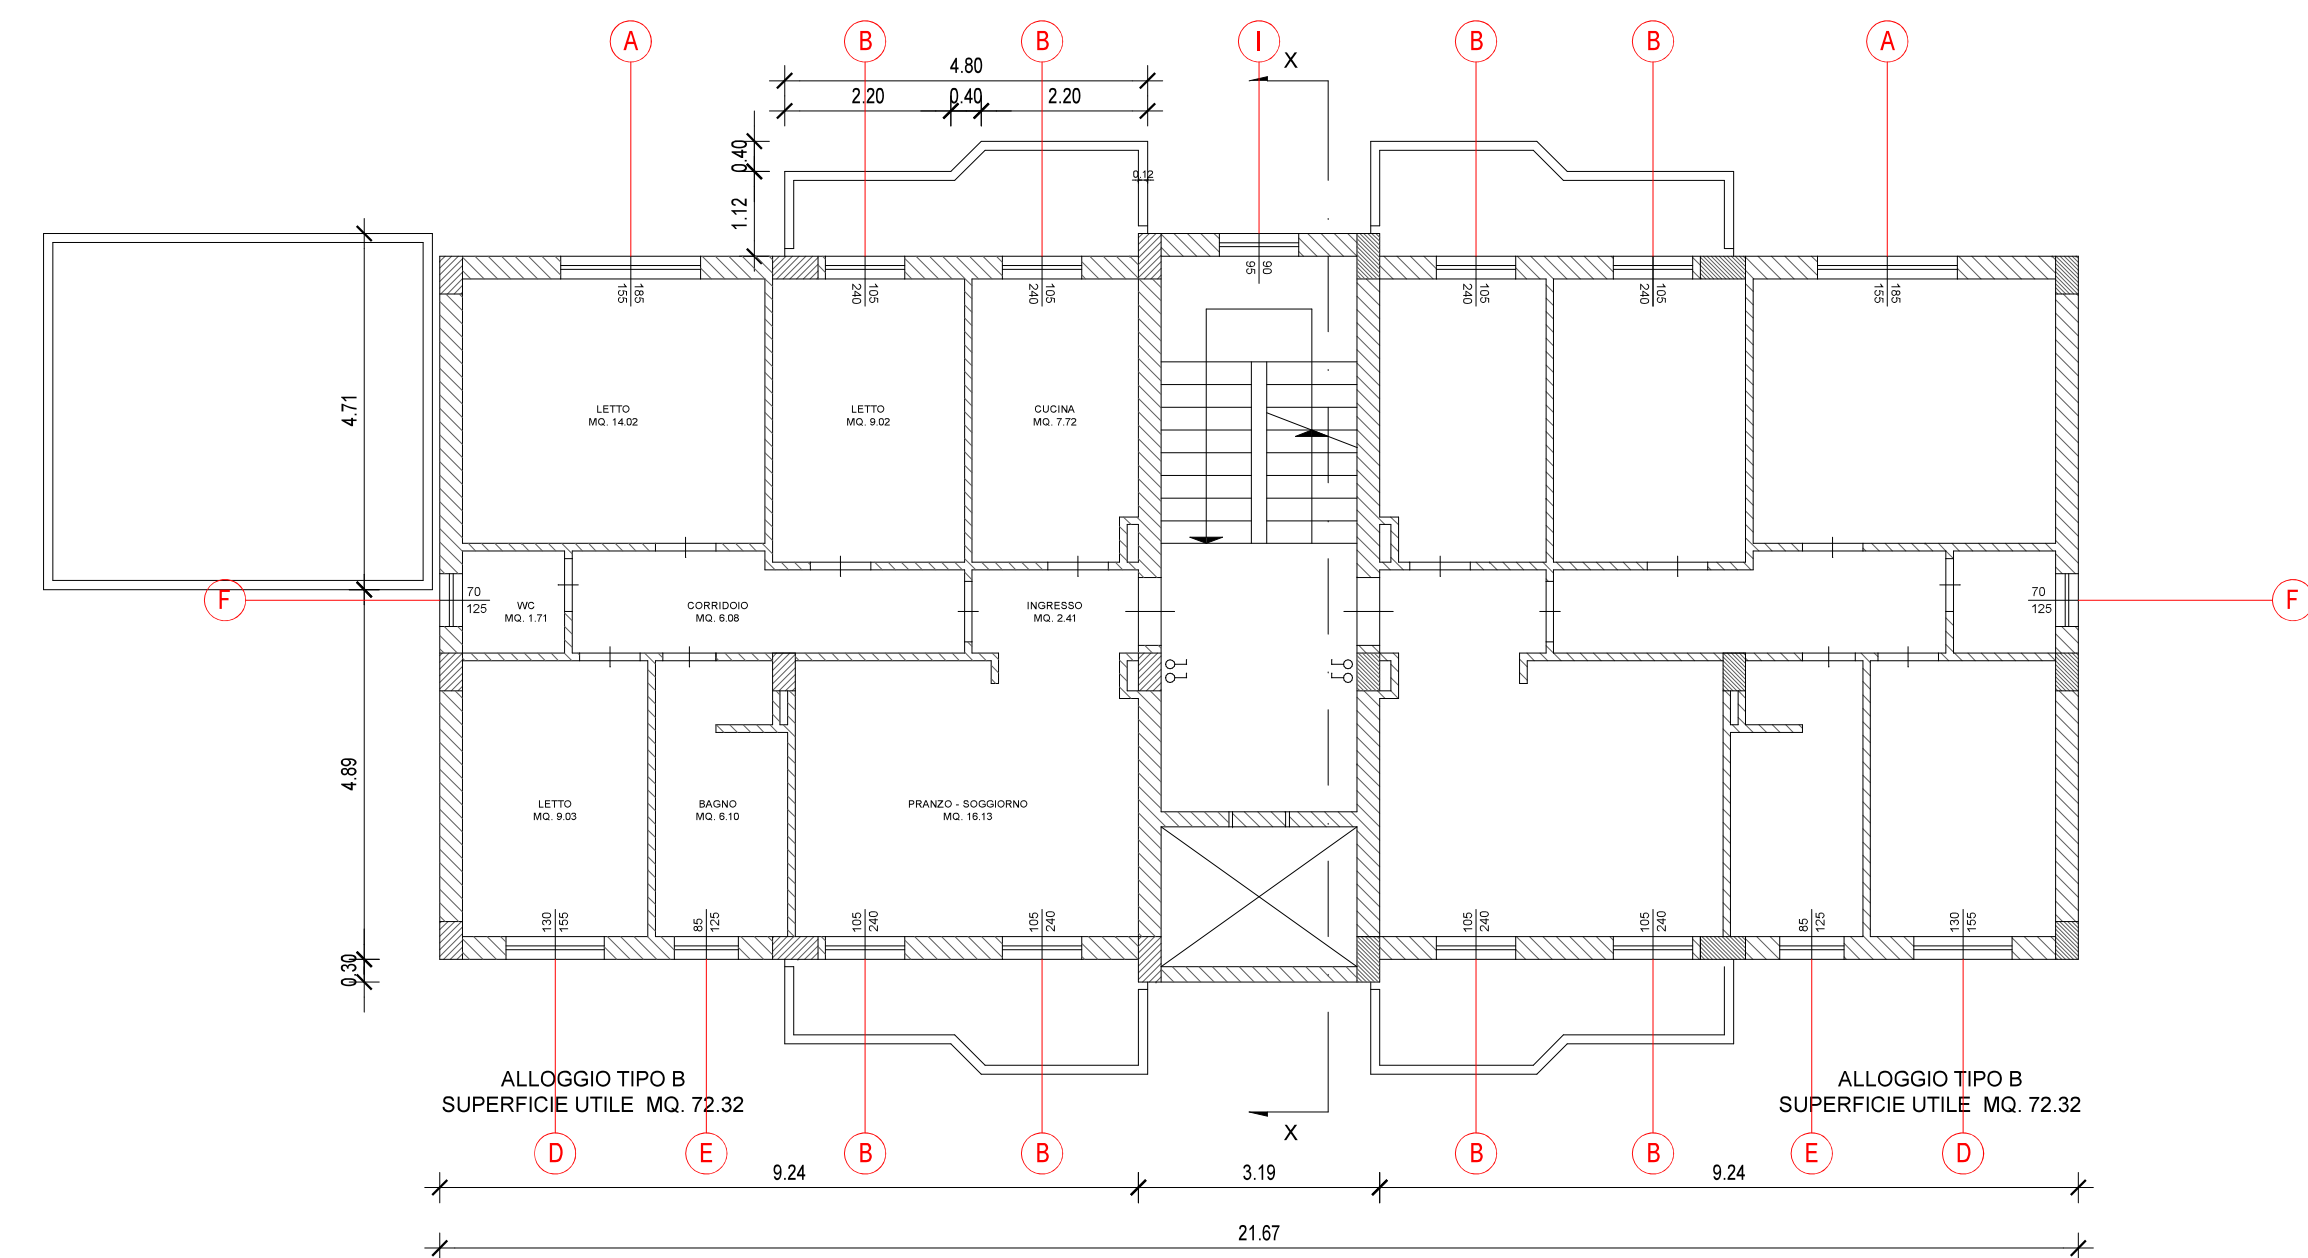 A B B I B B A
X
4.80
2.20 0.40 2.20
0.40
1.12
0.12
155 185
240 105
240 105
95 90
240 105
240 105
155 185
4.71
LETTO
MQ. 14.02
LETTO
MQ. 9.02
CUCINA
MQ. 7.72
F
70
125
WC
MQ. 1.71
CORRIDOIO
MQ. 6.08
INGRESSO
MQ. 2.41
70
125
F
4.89
LETTO
MQ. 9.03
BAGNO
MQ. 6.10
PRANZO - SOGGIORNO
MQ. 16.13
130 155
85 125
105 240
105 240
105 240
105 240
85 125
130 155
0.30
ALLOGGIO TIPO B
SUPERFICIE UTILE MQ. 72.32
ALLOGGIO TIPO B
SUPERFICIE UTILE MQ. 72.32
X
D E B B B B E D
9.24 3.19 9.24
21.67